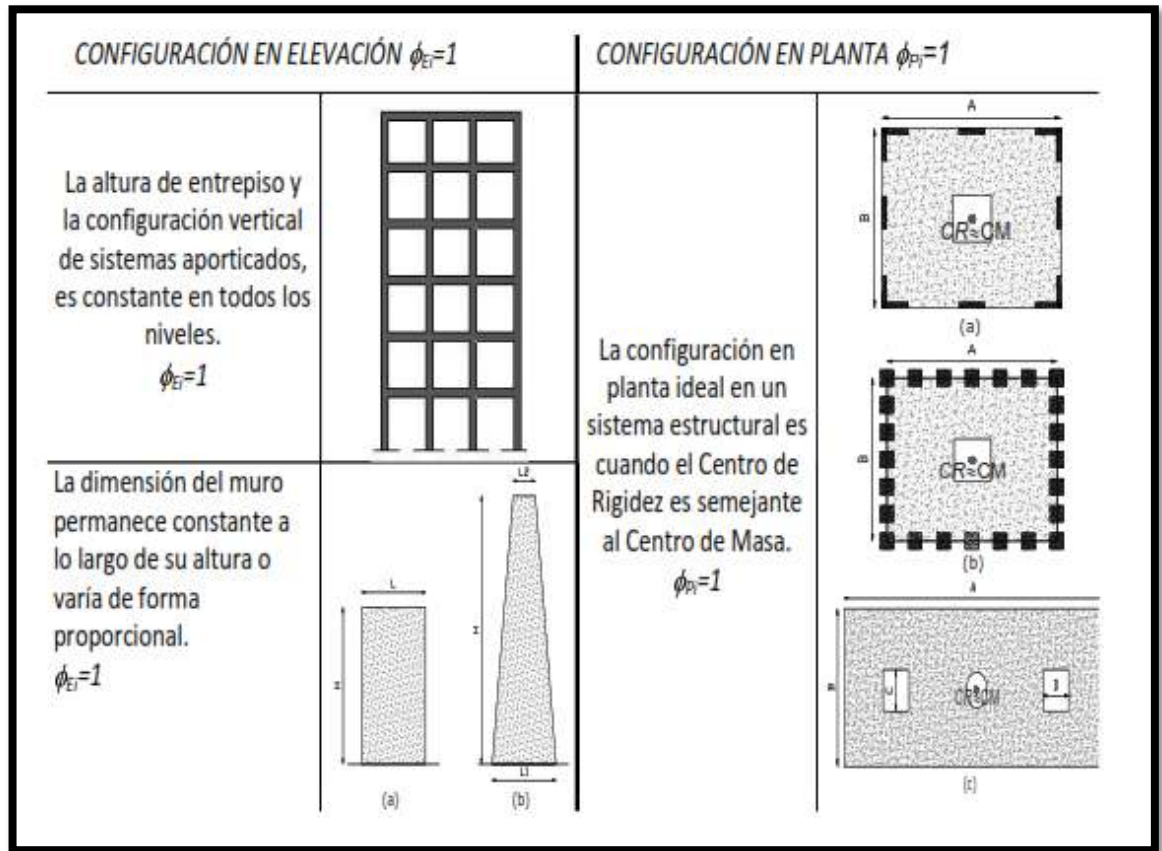 CONFIGURACIÓN EN ELEVACIÓN ϕEi=1
La altura de entrepiso y
la configuración vertical
de sistemas aporticados,
es constante en todos los
niveles.
ϕEi=1
La dimensión del muro
permanece constante a
lo largo de su altura o
varía de forma
proporcional.
ϕEi=1
L
H
(a)
L2
H
L1
(b)
CONFIGURACIÓN EN PLANTA ϕPi=1
La configuración en
planta ideal en un
sistema estructural es
cuando el Centro de
Rigidez es semejante
al Centro de Masa.
ϕPi=1
A
B
CR≈CM
(a)
A
B
CR≈CM
(b)
A
B
C
CR≈CM
(c)